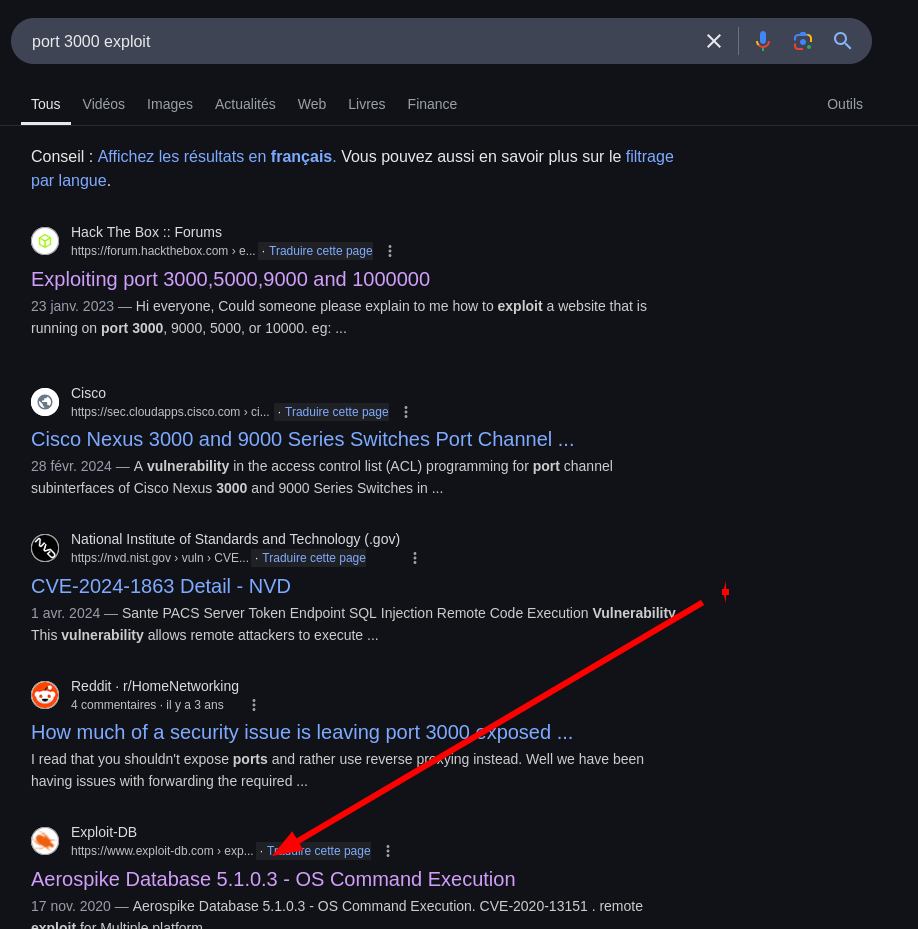 port 3000 exploit
Tous Vidéos Images Actualités Web Livres Finance Outils
Conseil : Affichez les résultats en français. Vous pouvez aussi en savoir plus sur le filtrage
par langue.
Hack The Box :: Forums
https://forum.hackthebox.com › e... · Traduire cette page
Exploiting port 3000,5000,9000 and 1000000
23 janv. 2023 — Hi everyone, Could someone please explain to me how to exploit a website that is
running on port 3000, 9000, 5000, or 10000. eg: ...
Cisco
https://sec.cloudapps.cisco.com › ci... · Traduire cette page
Cisco Nexus 3000 and 9000 Series Switches Port Channel ...
28 févr. 2024 — A vulnerability in the access control list (ACL) programming for port channel
subinterfaces of Cisco Nexus 3000 and 9000 Series Switches in ...
National Institute of Standards and Technology (.gov)
https://nvd.nist.gov › vuln › CVE... · Traduire cette page
CVE-2024-1863 Detail - NVD
1 avr. 2024 — Sante PACS Server Token Endpoint SQL Injection Remote Code Execution Vulnerability.
This vulnerability allows remote attackers to execute ...
Reddit · r/HomeNetworking
4 commentaires · il y a 3 ans
How much of a security issue is leaving port 3000 exposed ...
I read that you shouldn't expose ports and rather use reverse proxying instead. Well we have been
having issues with forwarding the required ...
Exploit-DB
https://www.exploit-db.com › exp... · Traduire cette page
Aerospike Database 5.1.0.3 - OS Command Execution
17 nov. 2020 — Aerospike Database 5.1.0.3 - OS Command Execution. CVE-2020-13151 . remote
exploit for Multiple platform